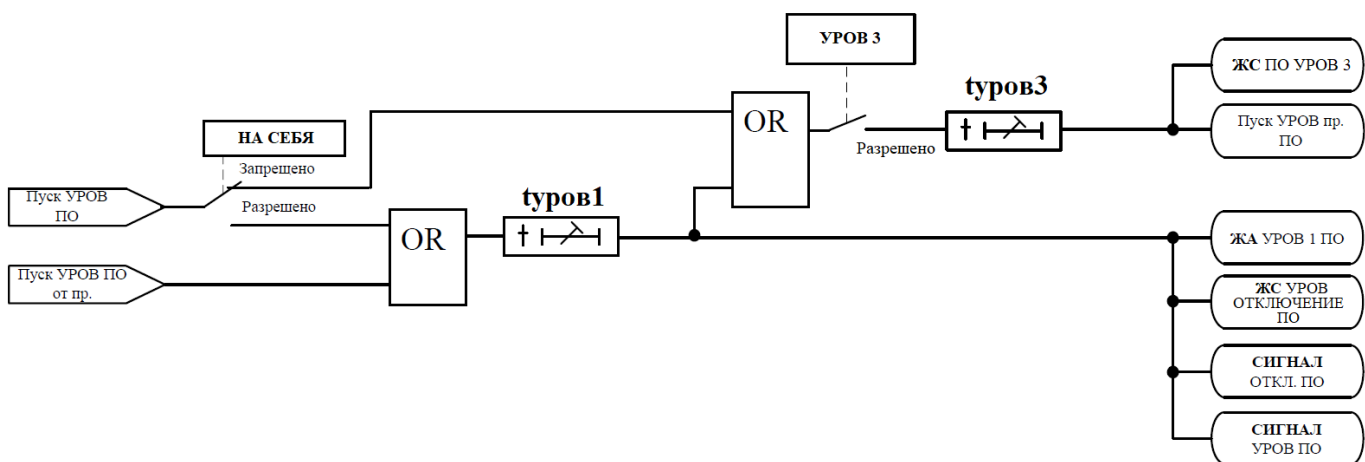 УРОВ 3
ЖС ПО УРОВ 3
tуров3
OR
Пуск УРОВ пр.
ПО
НА СЕБЯ
Разрешено
Запрещено
Пуск УРОВ
ПО
tуров1
Разрешено
OR
ЖА УРОВ 1 ПО
Пуск УРОВ ПО
от пр.
ЖС УРОВ
ОТКЛЮЧЕНИЕ
ПО
СИГНАЛ
ОТКЛ. ПО
СИГНАЛ
УРОВ ПО